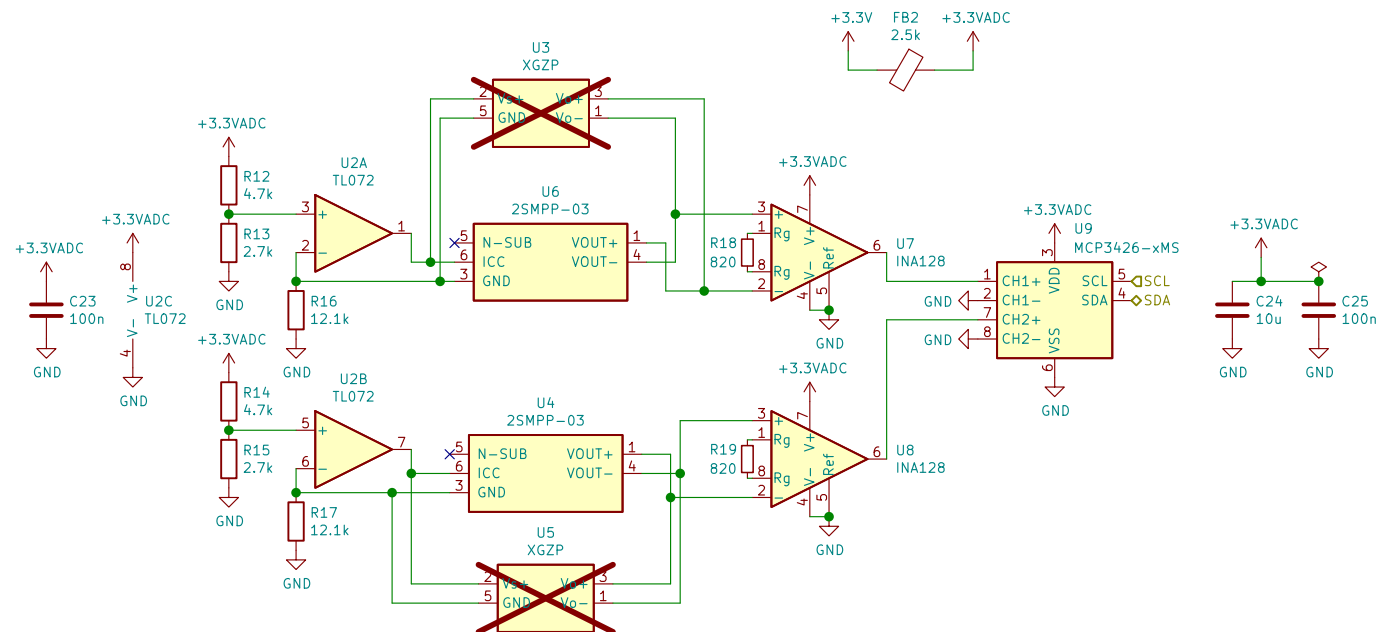 +3.3V FB2 +3.3VADC
2.5k
U3
XGZP
2 Vs+ Vo+ 3
5 GND Vo- 1
+3.3VADC
R12
4.7k
U2A
TL072
3 +
1
2 -
R13
2.7k
GND
R16
12.1k
GND
U6
2SMPP-03
5 N-SUB VOUT+ 1
6 ICC VOUT- 4
3 GND
+3.3VADC
3 + 7 V+
1 Rg
R18
820
8 Rg
2 -
V- Ref
4 5
6 U7
INA128
GND
+3.3VADC
U9
MCP3426-xMS
3
VDD
1 CH1+ SCL 5 SCL
GND 2 CH1- SDA 4 SDA
7 CH2+
GND 8 CH2-
VSS
6
GND
+3.3VADC
C24
10u
GND
C25
100n
GND
+3.3VADC
C23
100n
GND
+3.3VADC
8
V+
U2C
TL072
V-
4
GND
+3.3VADC
R14
4.7k
U2B
TL072
5 +
7
6 -
R15
2.7k
GND
R17
12.1k
GND
U4
2SMPP-03
5 N-SUB VOUT+ 1
6 ICC VOUT- 4
3 GND
+3.3VADC
3 + 7 V+
1 Rg
R19
820
8 Rg
2 -
V- Ref
4 5
6 U8
INA128
GND
U5
XGZP
2 Vs+ Vo+ 3
5 GND Vo- 1